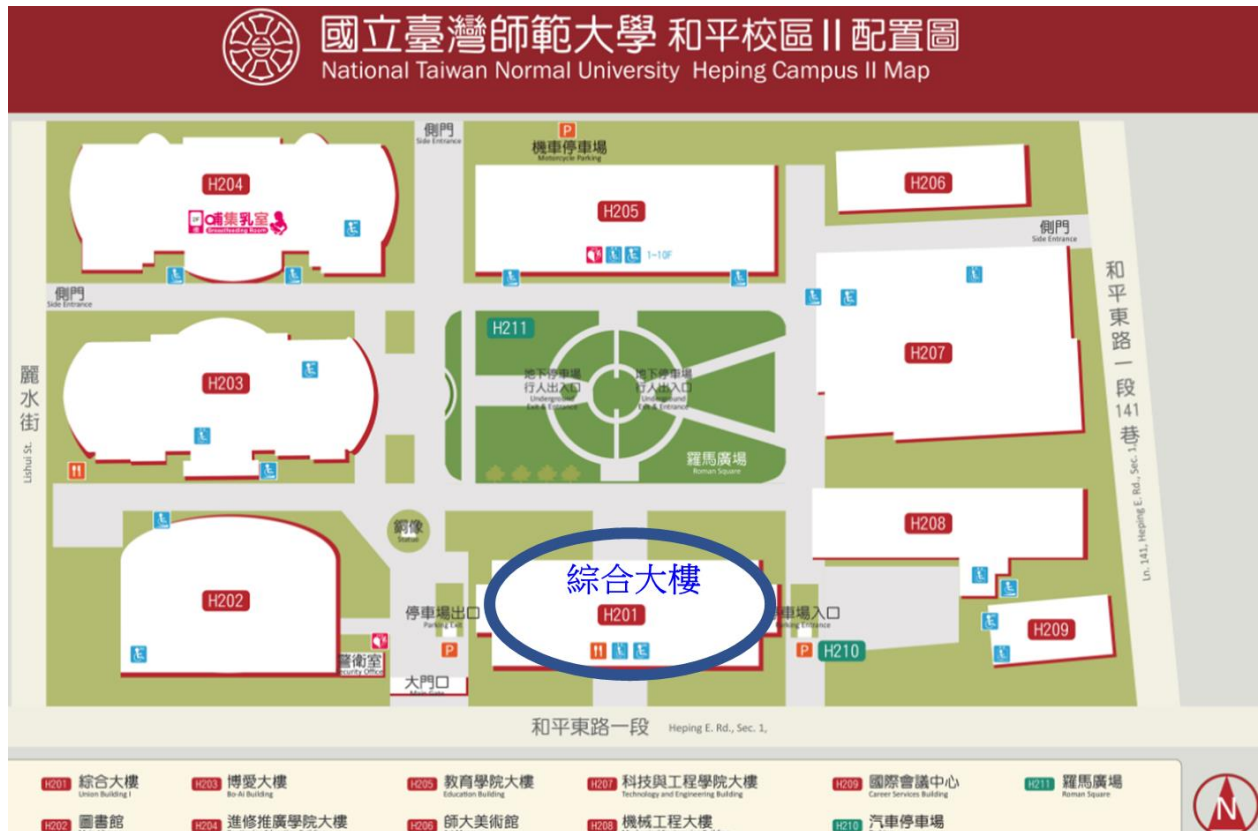 國立臺灣師範大學 和平校區 II 配置圖
National Taiwan Normal University Heping Campus II Map
側門
Side Entrance
P
機車停車場
Motorcycle Parking
H204
哺集乳室
Breastfeeding Room
H205
1-10F
H206
側門
Side Entrance
側門
Side Entrance
H211
H203
地下停車場
行人出入口
Underground
Exit & Entrance
地下停車場
行人出入口
Underground
Exit & Entrance
H207
羅馬廣場
Roman Square
麗水街
Lishui St.
和平東路一段141巷
Ln. 141, Heping E. Rd., Sec. 1,
銅像
Statue
H202
綜合大樓
H201
H208
停車場出口
Parking Exit
P
停車場入口
Parking Entrance
P
H210
H209
警衛室
Security Office
大門口
Main Gate
和平東路一段 Heping E. Rd., Sec. 1,
H201 綜合大樓
Union Building I
H203 博愛大樓
Bo-Ai Building
H205 教育學院大樓
Education Building
H207 科技與工程學院大樓
Technology and Engineering Building
H209 國際會議中心
Career Services Building
H211 羅馬廣場
Roman Square
H202 圖書館
H204 進修推廣學院大樓
H206 師大美術館
H208 機械工程大樓
H210 汽車停車場
N